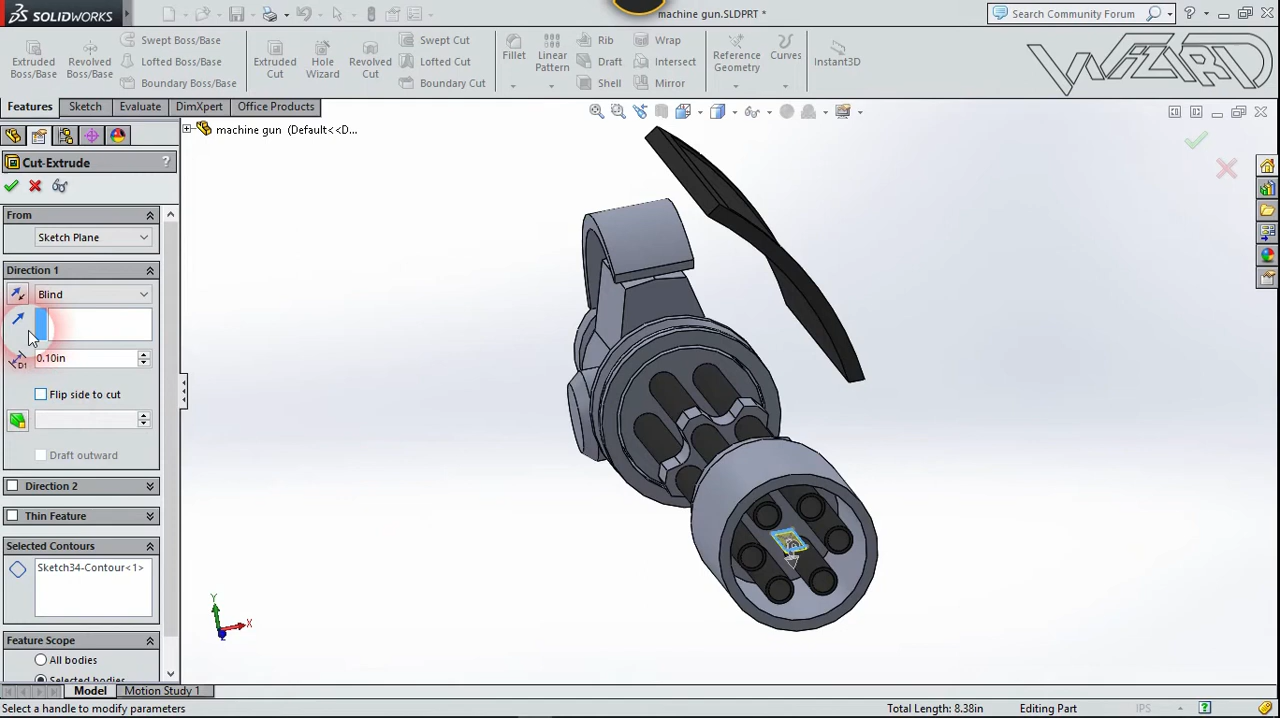 SOLIDWORKS
machine gun.SLDPRT *
Search Community Forum
?
Extruded Boss/Base
Revolved Boss/Base
Swept Boss/Base
Lofted Boss/Base
Boundary Boss/Base
Extruded Cut
Hole Wizard
Revolved Cut
Swept Cut
Lofted Cut
Boundary Cut
Fillet
Linear Pattern
Rib
Draft
Shell
Wrap
Intersect
Mirror
Reference Geometry
Curves
Instant3D
WIZARD
Features
Sketch
Evaluate
DimXpert
Office Products
machine gun (Default<<D...
Cut-Extrude
?
From
Sketch Plane
Direction 1
Blind
D1
0.10in
Flip side to cut
Draft outward
Direction 2
Thin Feature
Selected Contours
Sketch34-Contour<1>
Feature Scope
All bodies
Selected bodies
Y
X
Z
Model
Motion Study 1
Select a handle to modify parameters
Total Length: 8.38in
Editing Part
IPS
?